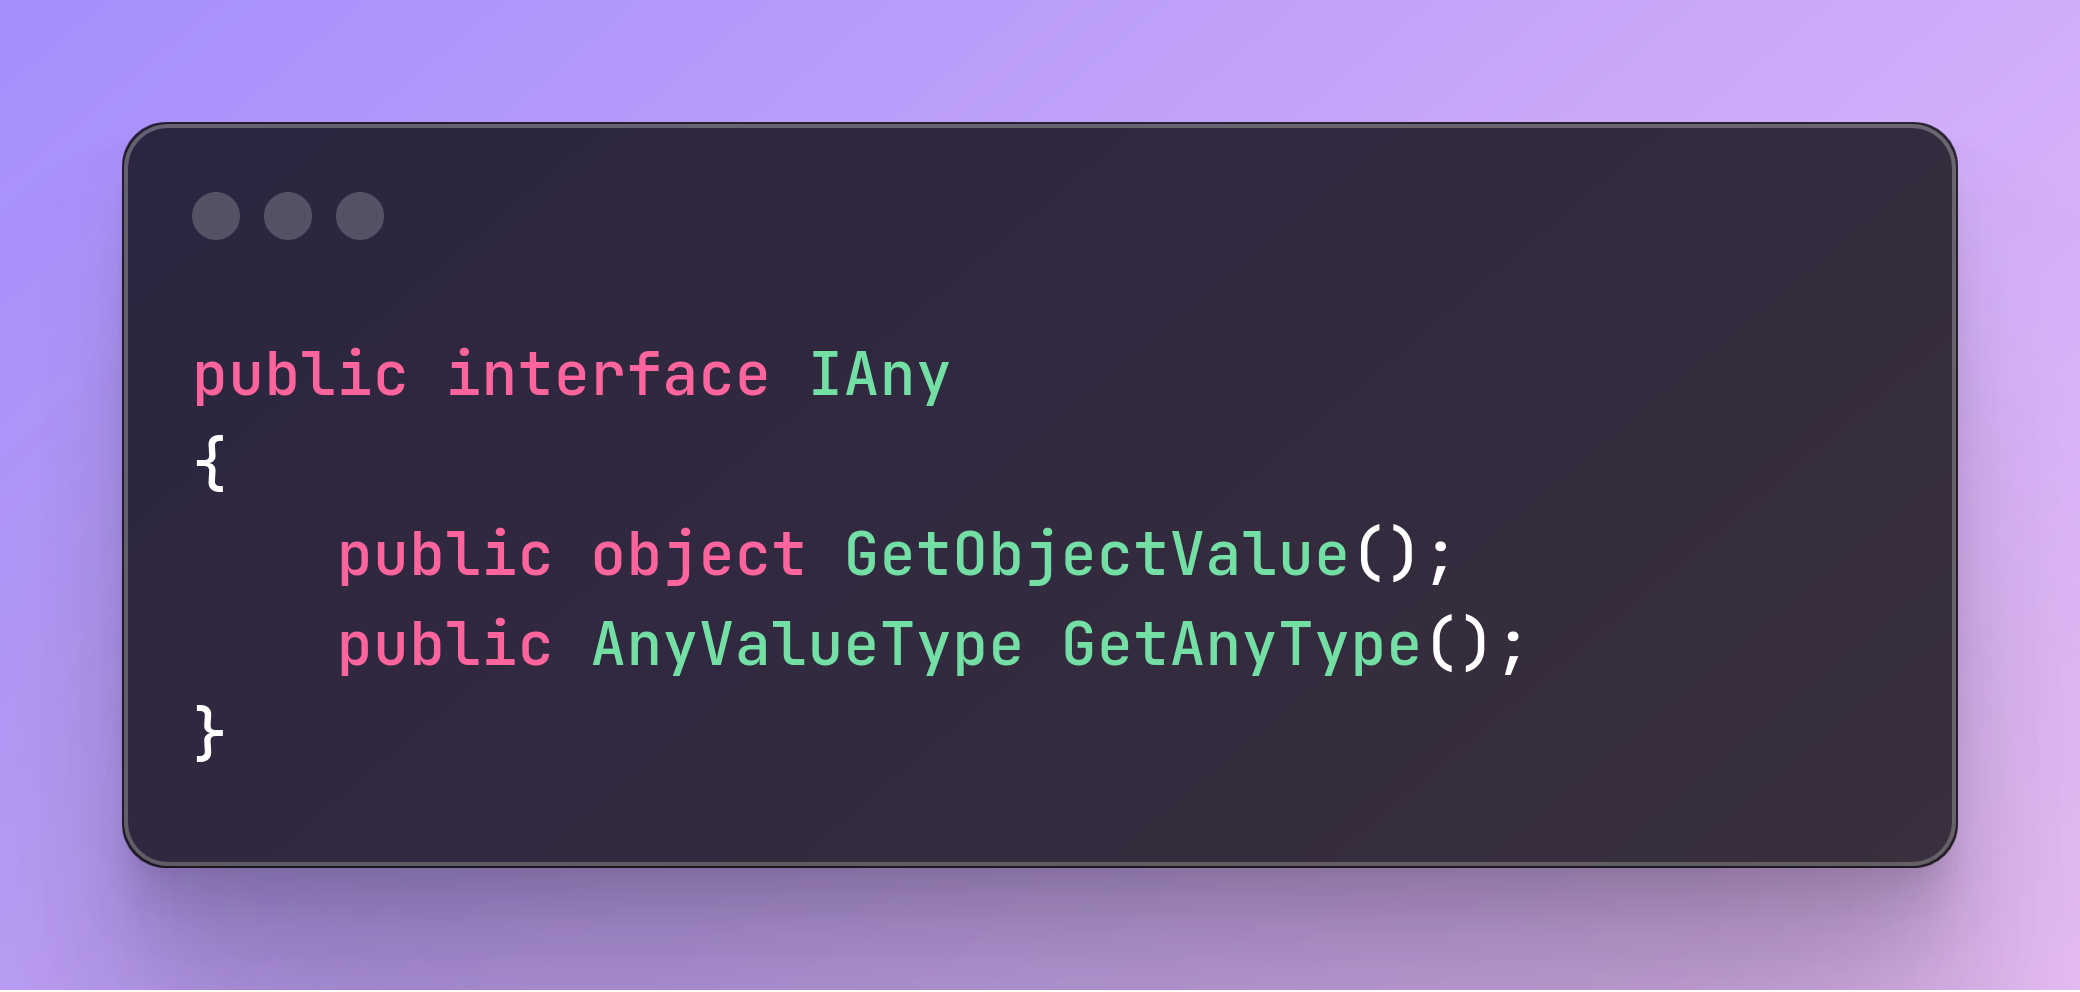 public interface IAny
{
    public object GetObjectValue();
    public AnyValueType GetAnyType();
}